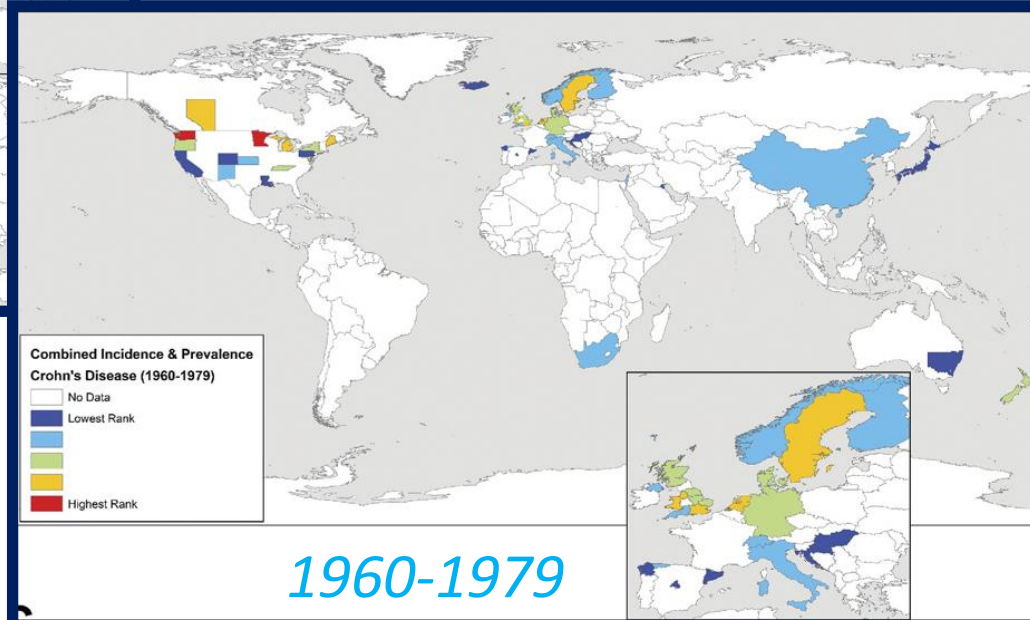 Combined Incidence & Prevalence
Crohn's Disease (1960-1979)
No Data
Lowest Rank
Highest Rank
1960-1979